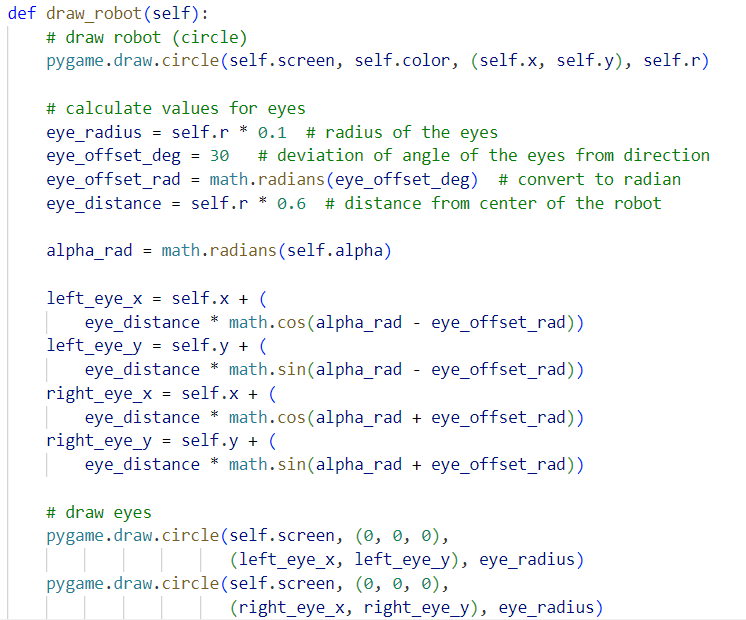 def draw_robot(self):
    # draw robot (circle)
    pygame.draw.circle(self.screen, self.color, (self.x, self.y), self.r)

    # calculate values for eyes
    eye_radius = self.r * 0.1  # radius of the eyes
    eye_offset_deg = 30   # deviation of angle of the eyes from direction
    eye_offset_rad = math.radians(eye_offset_deg)  # convert to radian
    eye_distance = self.r * 0.6  # distance from center of the robot

    alpha_rad = math.radians(self.alpha)

    left_eye_x = self.x + (
        eye_distance * math.cos(alpha_rad - eye_offset_rad))
    left_eye_y = self.y + (
        eye_distance * math.sin(alpha_rad - eye_offset_rad))
    right_eye_x = self.x + (
        eye_distance * math.cos(alpha_rad + eye_offset_rad))
    right_eye_y = self.y + (
        eye_distance * math.sin(alpha_rad + eye_offset_rad))

    # draw eyes
    pygame.draw.circle(self.screen, (0, 0, 0),
                       (left_eye_x, left_eye_y), eye_radius)
    pygame.draw.circle(self.screen, (0, 0, 0),
                       (right_eye_x, right_eye_y), eye_radius)